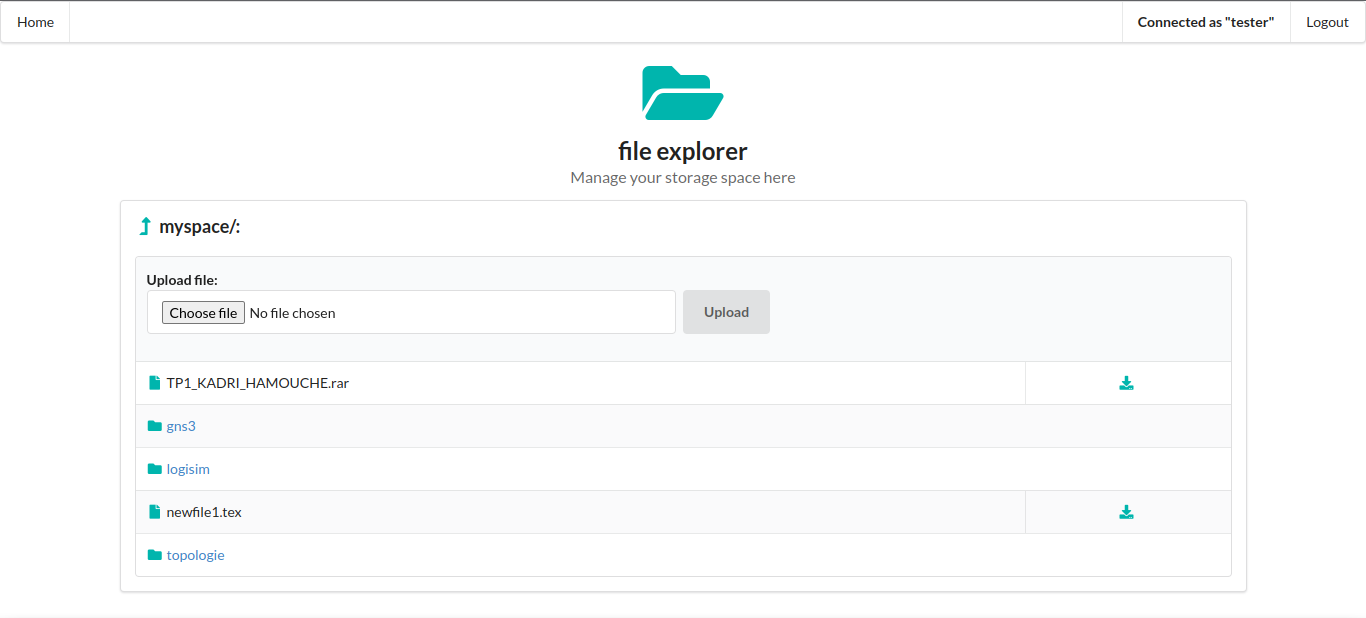 Home
Connected as "tester"
Logout
file explorer
Manage your storage space here
myspace/:
Upload file:
Choose file No file chosen
Upload
TP1_KADRI_HAMOUCHE.rar
gns3
logisim
newfile1.tex
topologie